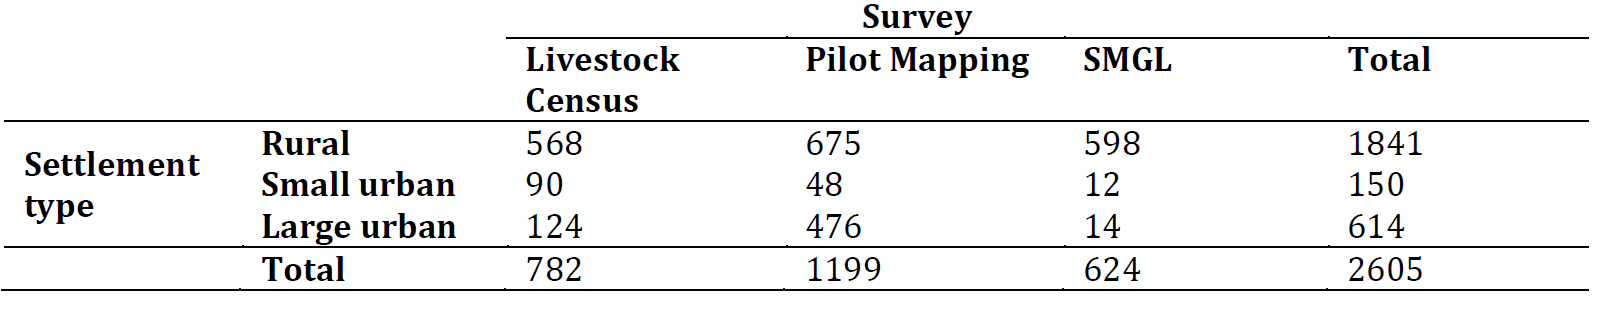 Survey
Livestock Census Pilot Mapping SMGL Total
Settlement type Rural 568 675 598 1841
Small urban 90 48 12 150
Large urban 124 476 14 614
Total 782 1199 624 2605